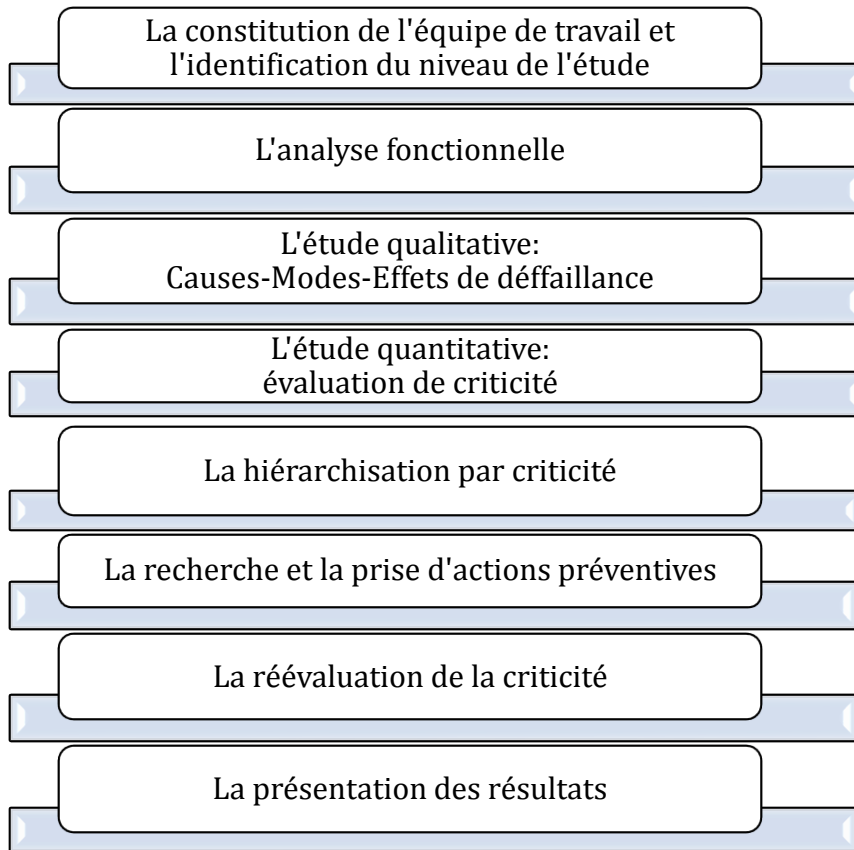 La constitution de l'équipe de travail et
l'identification du niveau de l'étude
L'analyse fonctionnelle
L'étude qualitative:
Causes-Modes-Effets de déffaillance
L'étude quantitative:
évaluation de criticité
La hiérarchisation par criticité
La recherche et la prise d'actions préventives
La réévaluation de la criticité
La présentation des résultats